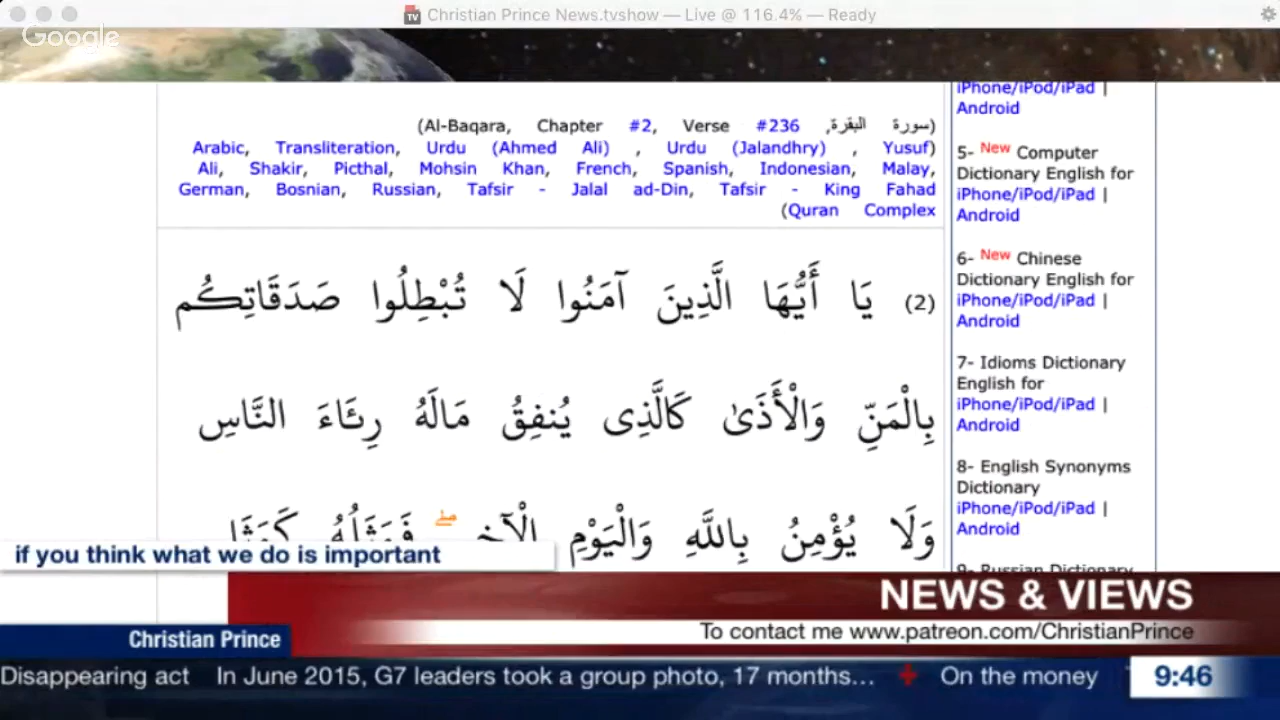 Christian Prince News.tvshow — Live @ 116.4% — Ready
Google
(سورة البقرة, Al-Baqara, Chapter #2, Verse #236)
Arabic, Transliteration, Urdu (Ahmed Ali) , Urdu (Jalandhry) , Yusuf)
Ali, Shakir, Picthal, Mohsin Khan, French, Spanish, Indonesian, Malay,
German, Bosnian, Russian, Tafsir - Jalal ad-Din, Tafsir - King Fahad
(Quran Complex
(2) يَا أَيُّهَا الَّذِينَ آمَنُوا لَا تُبْطِلُوا صَدَقَاتِكُم
بِالْمَنِّ وَالْأَذَىٰ كَالَّذِى يُنفِقُ مَالَهُ رِئَاءَ النَّاسِ
وَلَا يُؤْمِنُ بِاللَّهِ وَالْيَوْمِ الْآخِرِ ۖ فَمَثَلُهُ
iPhone/iPod/iPad |
Android
5- New Computer
Dictionary English for
iPhone/iPod/iPad |
Android
6- New Chinese
Dictionary English for
iPhone/iPod/iPad |
Android
7- Idioms Dictionary
English for
iPhone/iPod/iPad |
Android
8- English Synonyms
Dictionary
iPhone/iPod/iPad |
Android
9- Russian Dictionary
if you think what we do is important
NEWS & VIEWS
To contact me www.patreon.com/ChristianPrince
Christian Prince
Disappearing act In June 2015, G7 leaders took a group photo, 17 months... On the money
9:46